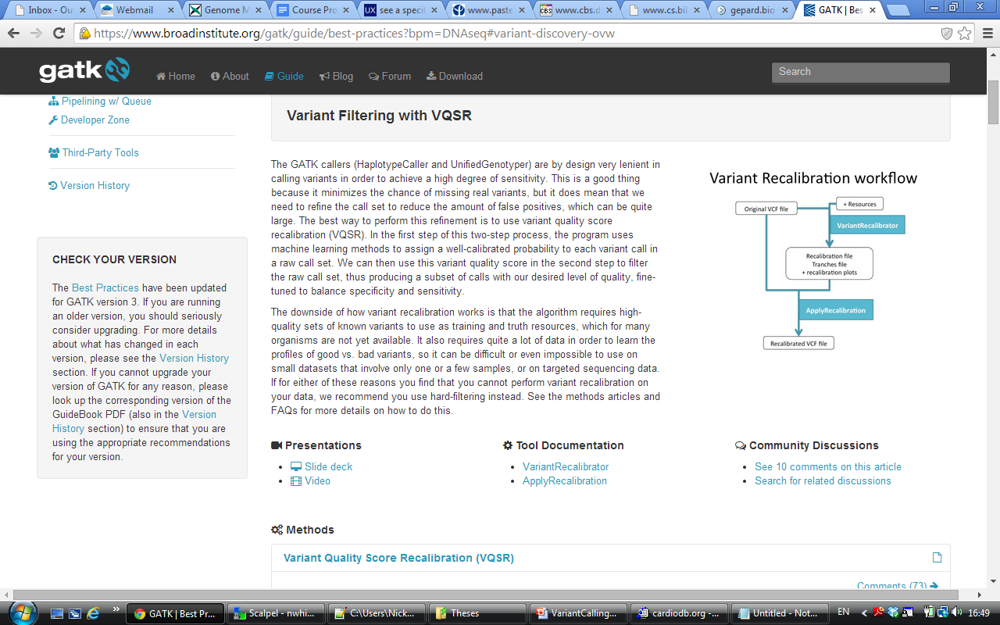 Inbox - Ou
Webmail
Genome M
Course Pro
see a specif
www.paste
www.cbs.d
www.cs.bil
gepard.bio
GATK | Bes
https://www.broadinstitute.org/gatk/guide/best-practices?bpm=DNAseq#variant-discovery-ovw
gatk
Home
About
Guide
Blog
Forum
Download
Search
Pipelining w/ Queue
Developer Zone
Third-Party Tools
Version History
CHECK YOUR VERSION
The Best Practices have been updated
for GATK version 3. If you are running
an older version, you should seriously
consider upgrading. For more details
about what has changed in each
version, please see the Version History
section. If you cannot upgrade your
version of GATK for any reason, please
look up the corresponding version of the
GuideBook PDF (also in the Version
History section) to ensure that you are
using the appropriate recommendations
for your version.
Variant Filtering with VQSR
The GATK callers (HaplotypeCaller and UnifiedGenotyper) are by design very lenient in
calling variants in order to achieve a high degree of sensitivity. This is a good thing
because it minimizes the chance of missing real variants, but it does mean that we
need to refine the call set to reduce the amount of false positives, which can be quite
large. The best way to perform this refinement is to use variant quality score
recalibration (VQSR). In the first step of this two-step process, the program uses
machine learning methods to assign a well-calibrated probability to each variant call in
a raw call set. We can then use this variant quality score in the second step to filter
the raw call set, thus producing a subset of calls with our desired level of quality, fine-
tuned to balance specificity and sensitivity.
The downside of how variant recalibration works is that the algorithm requires high-
quality sets of known variants to use as training and truth resources, which for many
organisms are not yet available. It also requires quite a lot of data in order to learn the
profiles of good vs. bad variants, so it can be difficult or even impossible to use on
small datasets that involve only one or a few samples, or on targeted sequencing data.
If for either of these reasons you find that you cannot perform variant recalibration on
your data, we recommend you use hard-filtering instead. See the methods articles and
FAQs for more details on how to do this.
Variant Recalibration workflow
Original VCF file
+ Resources
VariantRecalibrator
Recalibration file
Tranches file
+ recalibration plots
ApplyRecalibration
Recalibrated VCF file
Presentations
Slide deck
Video
Tool Documentation
VariantRecalibrator
ApplyRecalibration
Community Discussions
See 10 comments on this article
Search for related discussions
Methods
Variant Quality Score Recalibration (VQSR)
Comments (73)
GATK | Best Pr...
Scalpel - nwhi...
C:\Users\Nick...
Theses
VariantCalling...
cardiodb.org -...
Untitled - Not...
EN
16:49